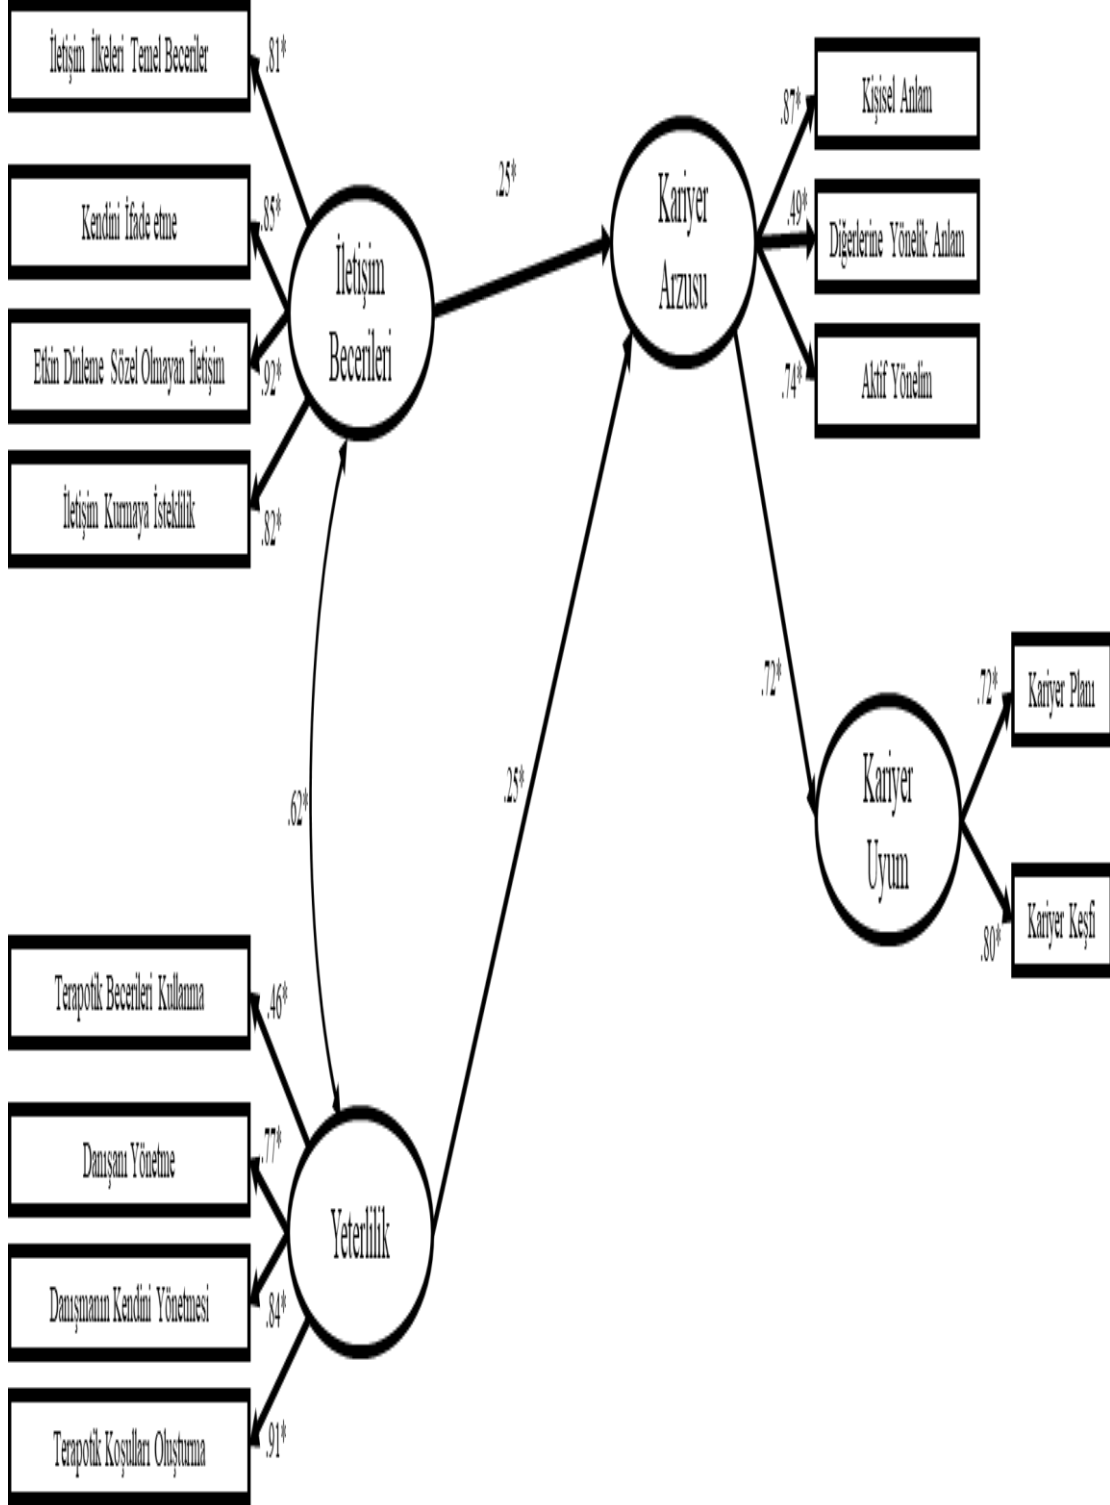 İletişim İlkeleri Temel Beceriler
.81*
Kendini İfade etme
.85*
Etkin Dinleme Sözel Olmayan İletişim
.92*
İletişim Kurmaya İsteklilik
.82*
İletişim
Becerileri
.25*
Kariyer
Arzusu
.87*
Kişisel Anlam
.49*
Diğerlerine Yönelik Anlam
.74*
Aktif Yönelim
.62*
.25*
.72*
Kariyer
Uyum
.72*
Kariyer Planı
.80*
Kariyer Keşfi
Terapotik Becerileri Kullanma
.46*
Danışanı Yönetme
.77*
Danışmanın Kendini Yönetmesi
.84*
Terapotik Koşulları Oluşturma
.91*
Yeterlilik